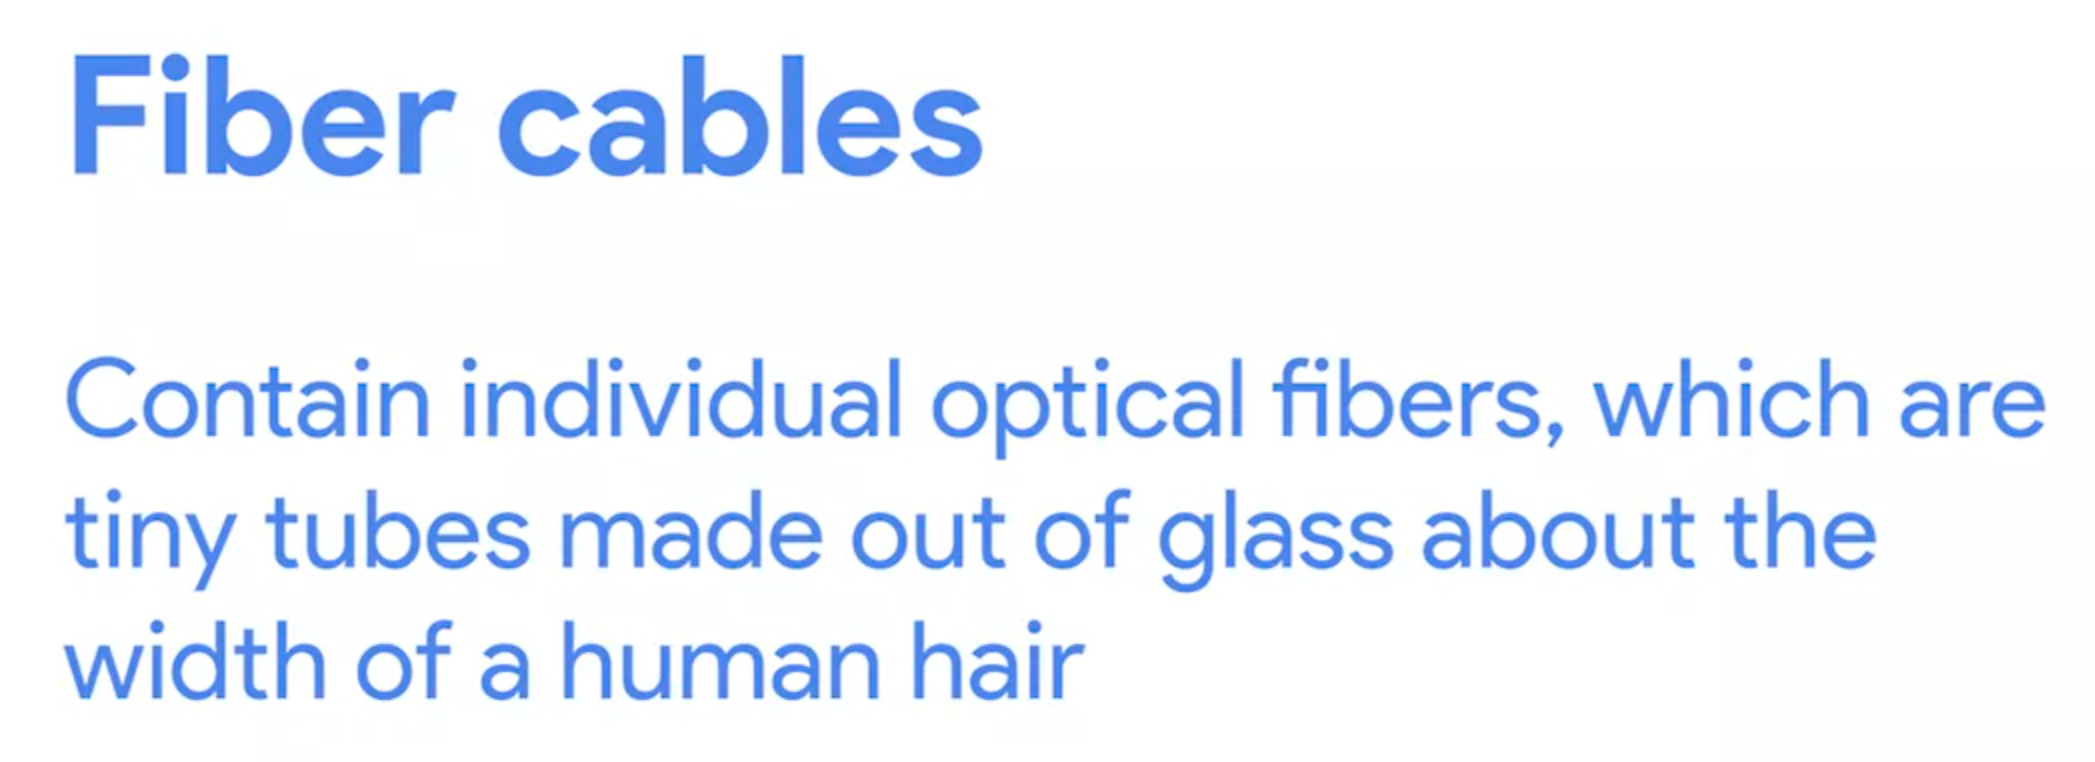 Fiber cables
Contain individual optical fibers, which are
tiny tubes made out of glass about the
width of a human hair